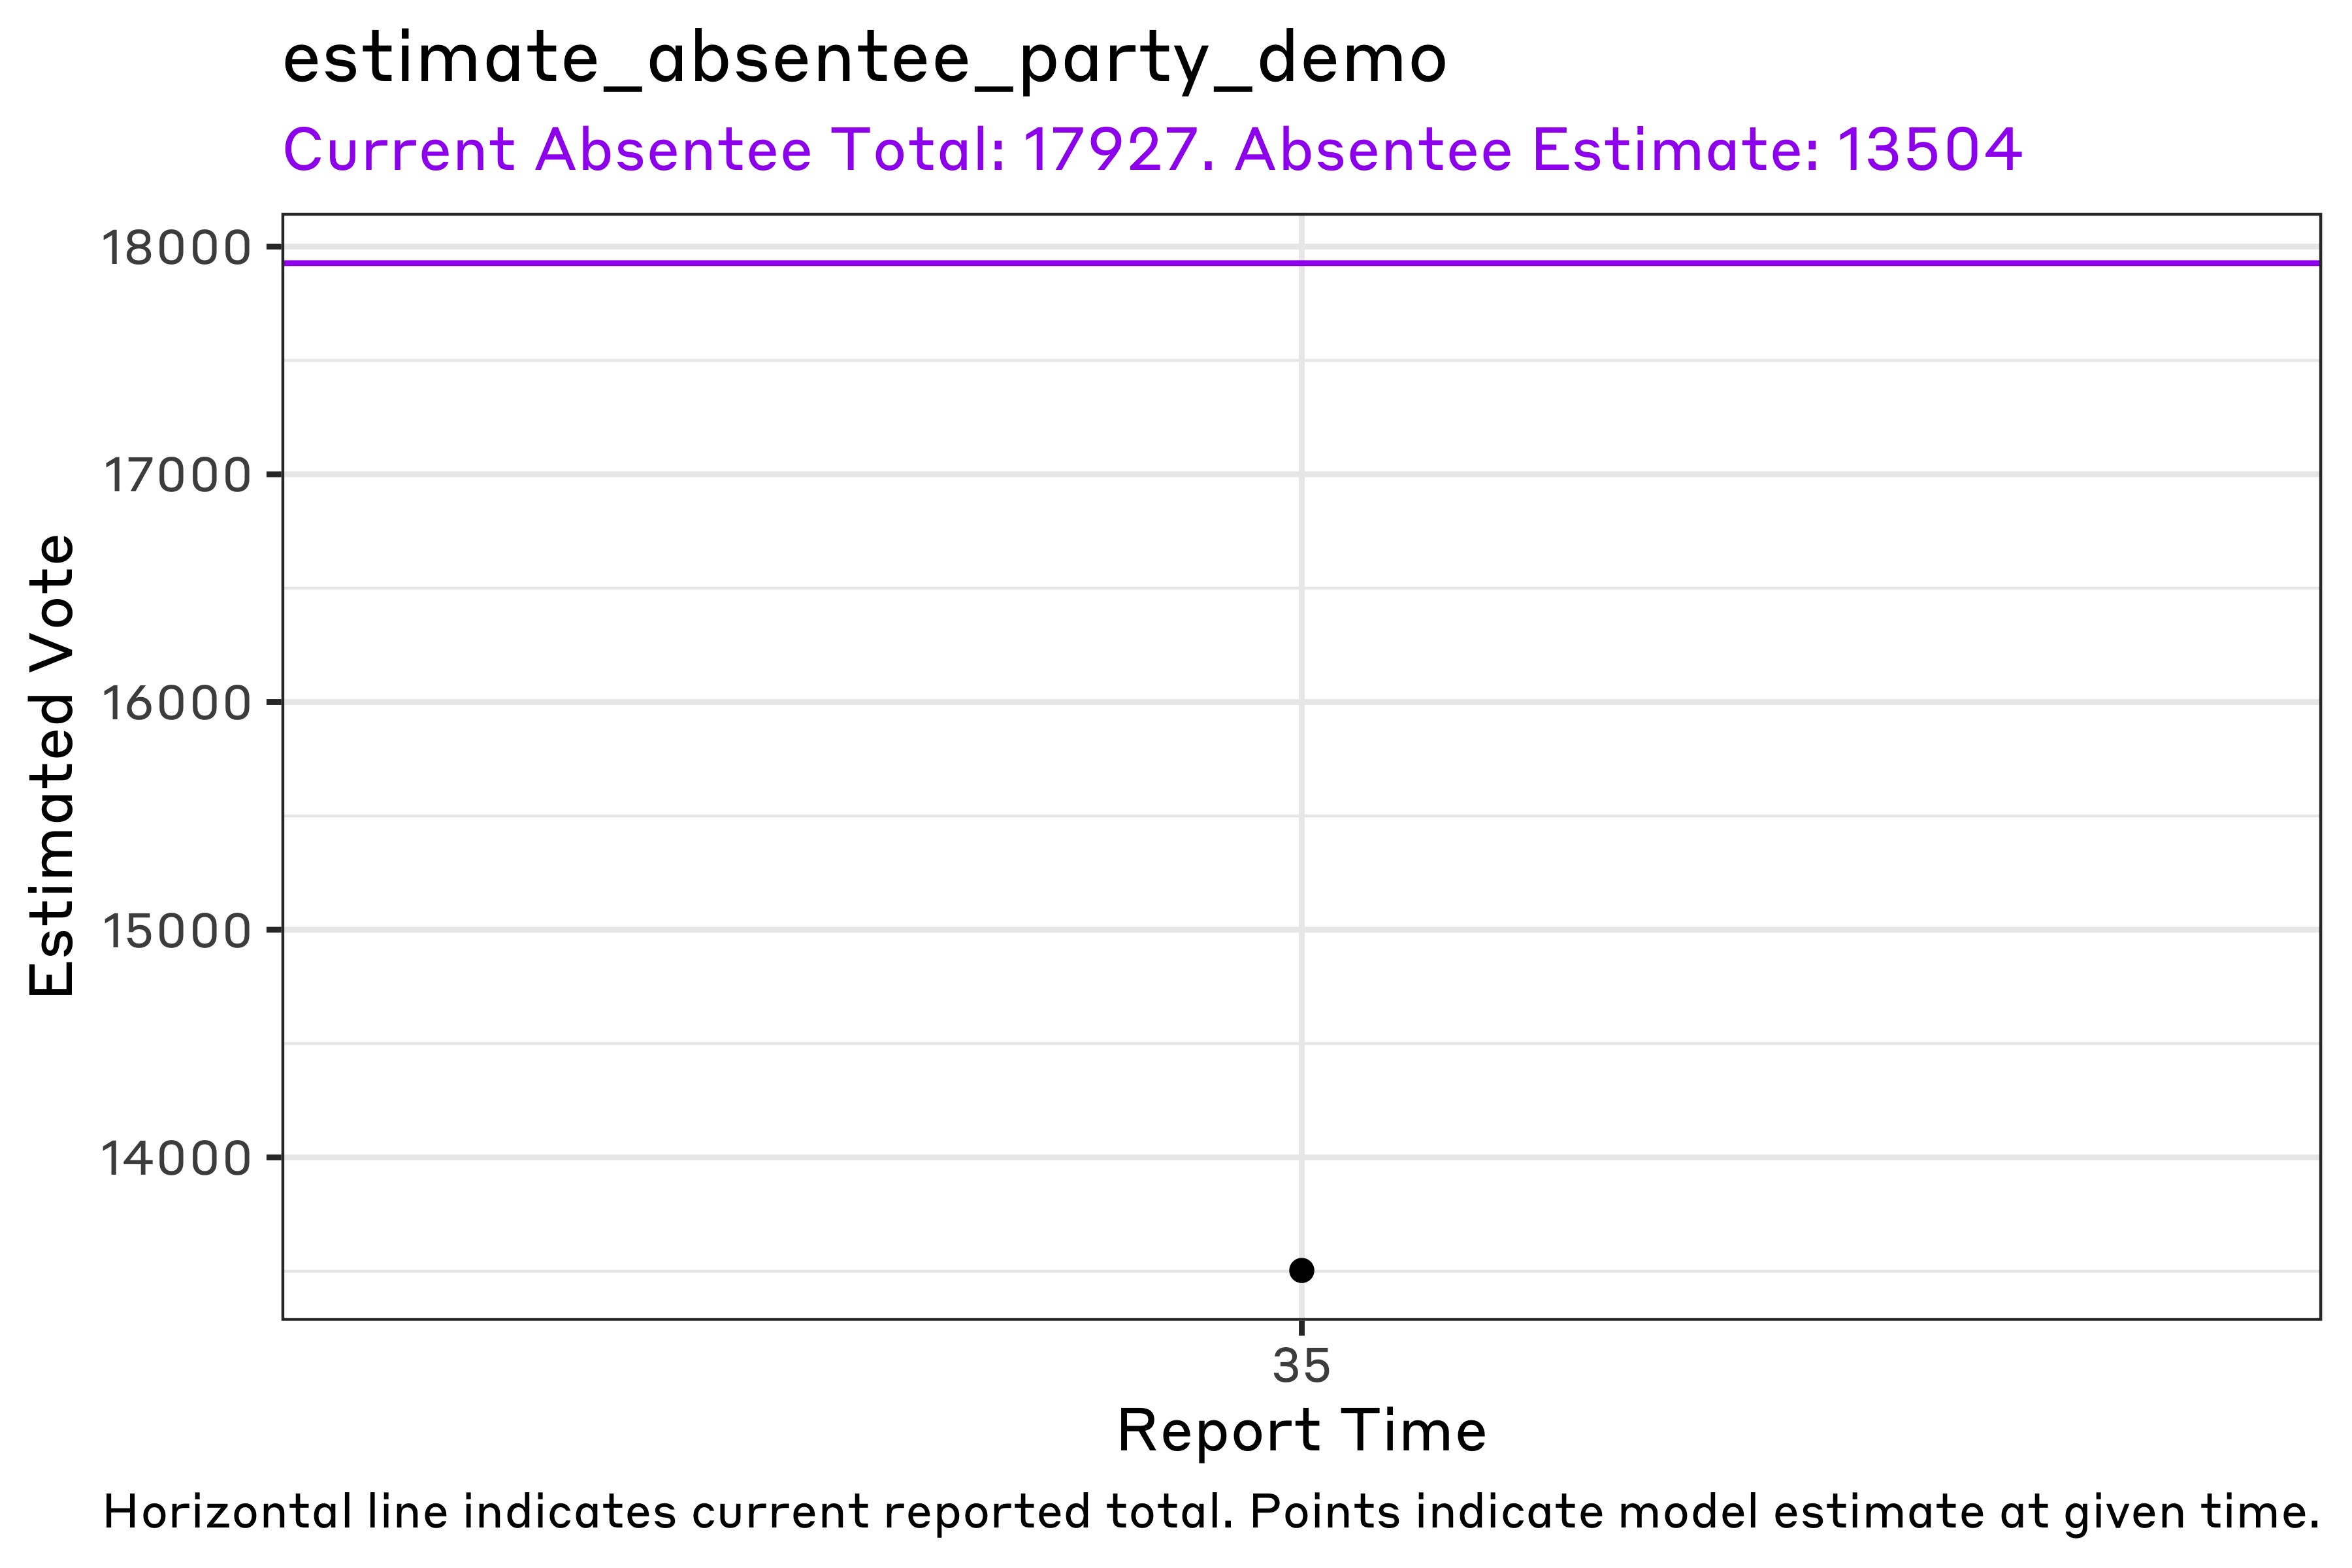 estimate_absentee_party_demo
Current Absentee Total: 17927. Absentee Estimate: 13504
18000
17000
16000
15000
14000
Estimated Vote
35
Report Time
Horizontal line indicates current reported total. Points indicate model estimate at given time.